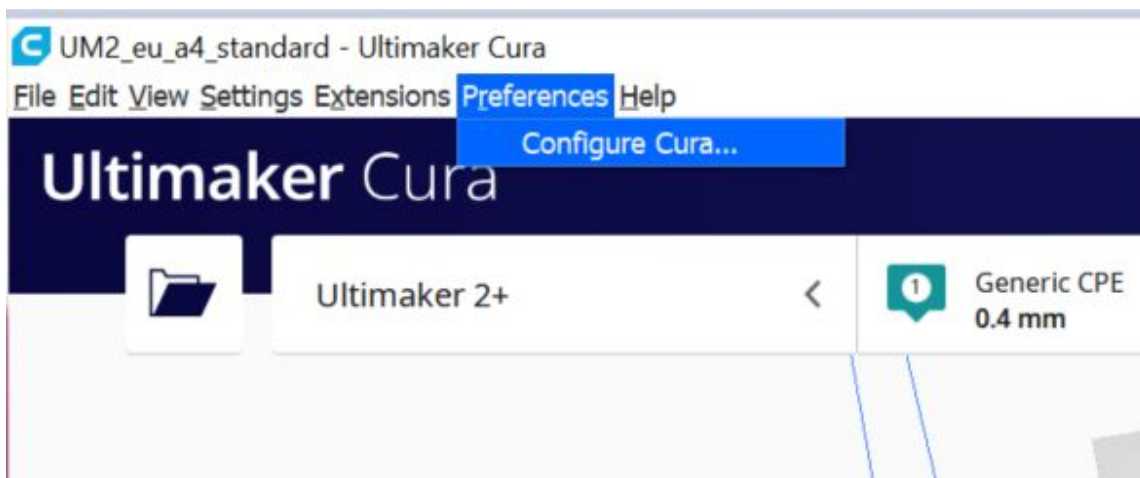 UM2_eu_a4_standard - Ultimaker Cura
File Edit View Settings Extensions Preferences Help
Configure Cura...
Ultimaker Cura
Ultimaker 2+
1
Generic CPE
0.4 mm